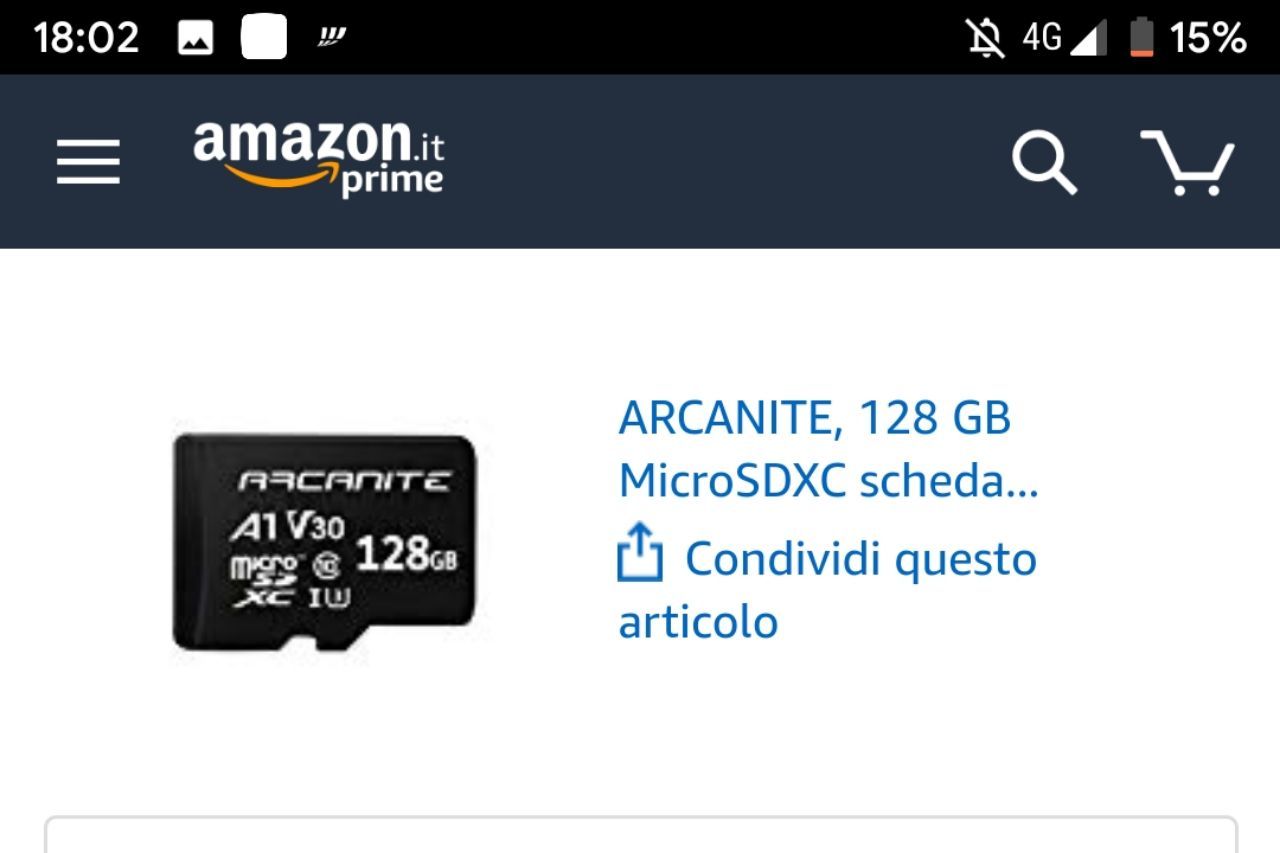 18:02 4G 15%
amazon.it
prime
ARCANITE, 128 GB
MicroSDXC scheda...
Condividi questo
articolo
ARCANITE
A1 V30
micro SD XC 10 128GB
I U3